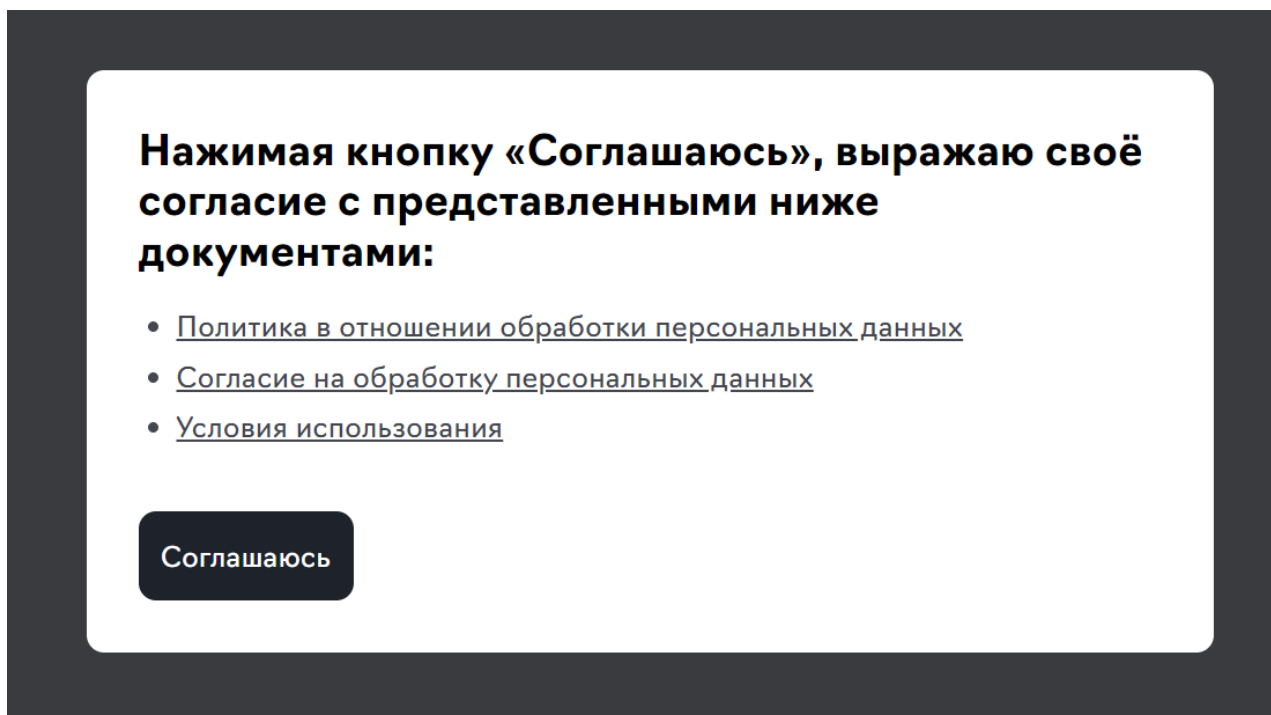 Нажимая кнопку «Соглашаюсь», выражаю своё
согласие с представленными ниже
документами:
• Политика в отношении обработки персональных данных
• Согласие на обработку персональных данных
• Условия использования
Соглашаюсь